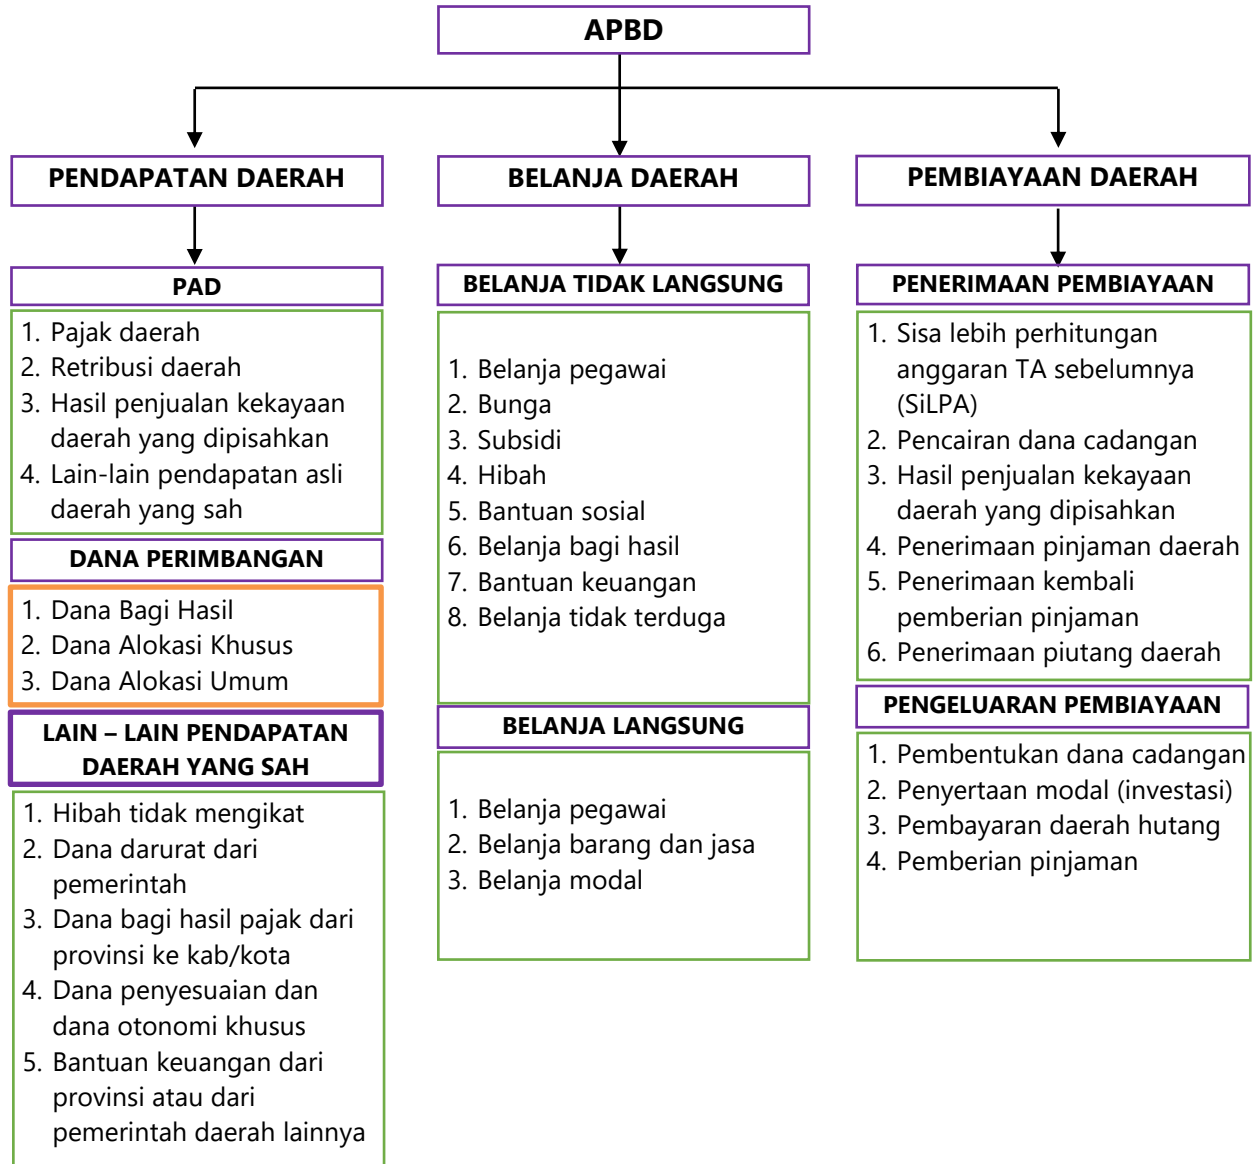 APBD
PENDAPATAN DAERAH
PAD
1. Pajak daerah
2. Retribusi daerah
3. Hasil penjualan kekayaan
daerah yang dipisahkan
4. Lain-lain pendapatan asli
daerah yang sah
DANA PERIMBANGAN
1. Dana Bagi Hasil
2. Dana Alokasi Khusus
3. Dana Alokasi Umum
LAIN – LAIN PENDAPATAN
DAERAH YANG SAH
1. Hibah tidak mengikat
2. Dana darurat dari
pemerintah
3. Dana bagi hasil pajak dari
provinsi ke kab/kota
4. Dana penyesuaian dan
dana otonomi khusus
5. Bantuan keuangan dari
provinsi atau dari
pemerintah daerah lainnya
BELANJA DAERAH
BELANJA TIDAK LANGSUNG
1. Belanja pegawai
2. Bunga
3. Subsidi
4. Hibah
5. Bantuan sosial
6. Belanja bagi hasil
7. Bantuan keuangan
8. Belanja tidak terduga
BELANJA LANGSUNG
1. Belanja pegawai
2. Belanja barang dan jasa
3. Belanja modal
PEMBIAYAAN DAERAH
PENERIMAAN PEMBIAYAAN
1. Sisa lebih perhitungan
anggaran TA sebelumnya
(SiLPA)
2. Pencairan dana cadangan
3. Hasil penjualan kekayaan
daerah yang dipisahkan
4. Penerimaan pinjaman daerah
5. Penerimaan kembali
pemberian pinjaman
6. Penerimaan piutang daerah
PENGELUARAN PEMBIAYAAN
1. Pembentukan dana cadangan
2. Penyertaan modal (investasi)
3. Pembayaran daerah hutang
4. Pemberian pinjaman